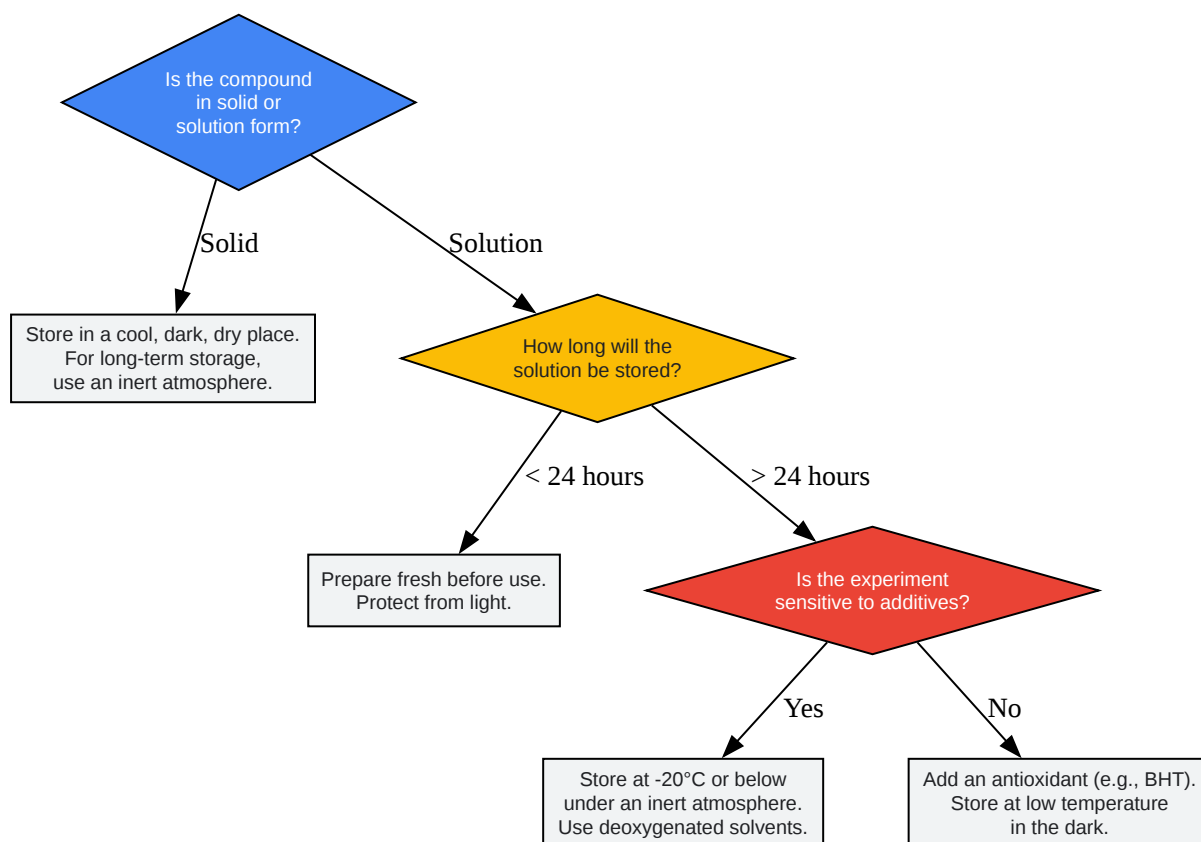 Is the compound
in solid or
solution form?
Solid
Solution
Store in a cool, dark, dry place.
For long-term storage,
use an inert atmosphere.
How long will the
solution be stored?
< 24 hours
> 24 hours
Prepare fresh before use.
Protect from light.
Is the experiment
sensitive to additives?
Yes
No
Store at -20°C or below
under an inert atmosphere.
Use deoxygenated solvents.
Add an antioxidant (e.g., BHT).
Store at low temperature
in the dark.